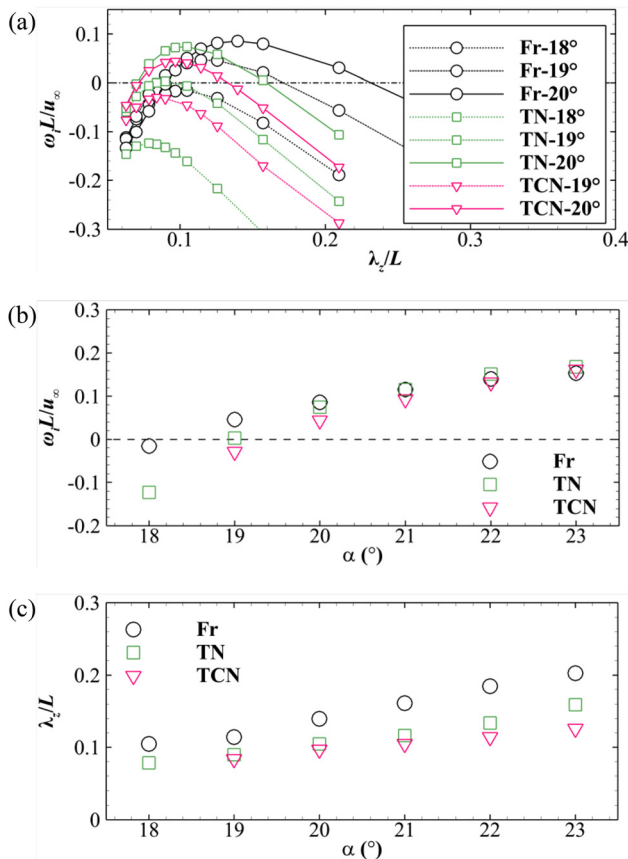 (a)
0.1
0
-0.1
-0.2
-0.3
ωᵢL/u∞
0.1
0.2
0.3
0.4
λz/L
Fr-18°
Fr-19°
Fr-20°
TN-18°
TN-19°
TN-20°
TCN-19°
TCN-20°
(b)
0.3
0.2
0.1
0
-0.1
-0.2
ωᵢL/u∞
18
19
20
21
22
23
α (°)
Fr
TN
TCN
(c)
0.3
0.2
0.1
0
λz/L
Fr
TN
TCN
18
19
20
21
22
23
α (°)